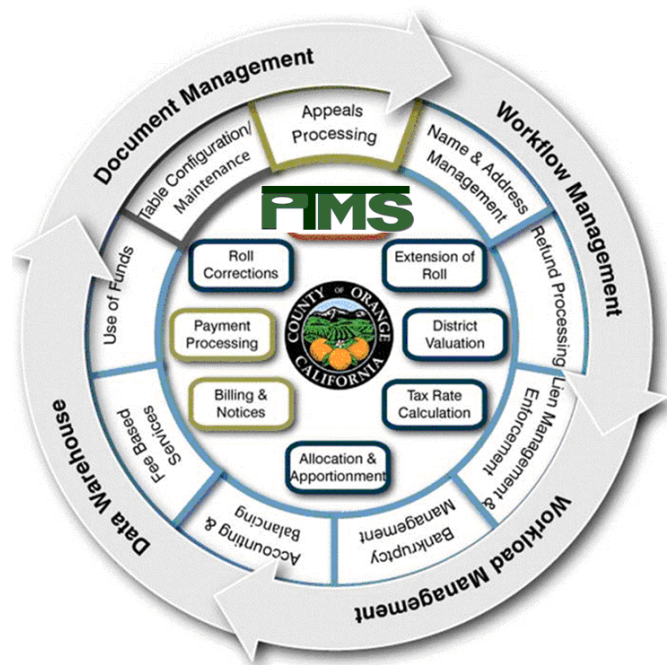 Document Management
Workflow Management
Workload Management
Data Warehouse
Appeals
Processing
Name & Address
Management
Refund Processing
Lien Management &
Enforcement
Bankruptcy
Management
Accounting &
Balancing
Fee Based
Services
Use of Funds
Table Configuration/
Maintenance
PTMS
Roll
Corrections
Extension of
Roll
Payment
Processing
District
Valuation
Billing &
Notices
Tax Rate
Calculation
Allocation &
Apportionment
COUNTY OF ORANGE
CALIFORNIA